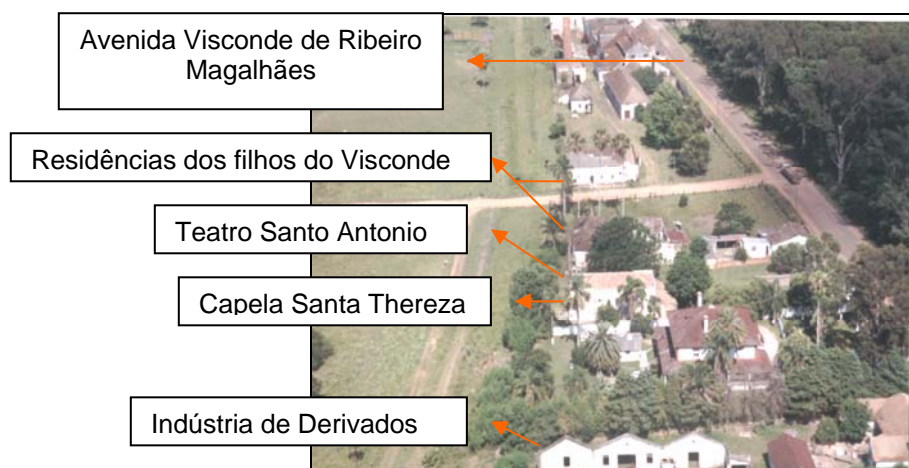 Avenida Visconde de Ribeiro
Magalhães
Residências dos filhos do Visconde
Teatro Santo Antonio
Capela Santa Thereza
Indústria de Derivados